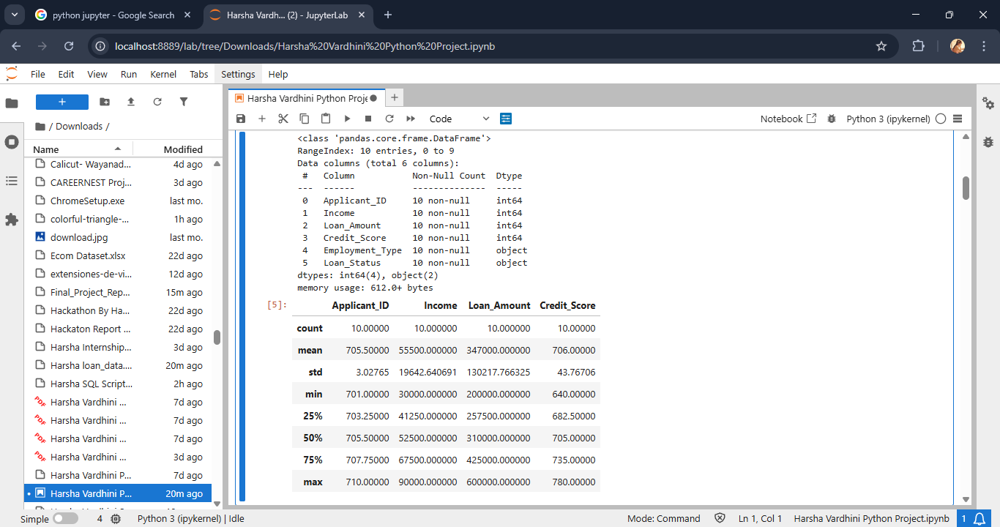 python jupyter - Google Search
Harsha Vardh... (2) - JupyterLab
localhost:8889/lab/tree/Downloads/Harsha%20Vardhini%20Python%20Project.ipynb
File Edit View Run Kernel Tabs Settings Help
/ Downloads /
Name Modified
Calicut- Wayanad... 4d ago
CAREERNEST Proj... 3d ago
ChromeSetup.exe last mo.
colorful-triangle-... 1h ago
download.jpg last mo.
Ecom Dataset.xlsx 22d ago
extensiones-de-vi... 12d ago
Final_Project_Rep... 15m ago
Hackathon By Ha... 22d ago
Hackaton Report ... 22d ago
Harsha Internship... 3d ago
Harsha loan_data.... 20m ago
Harsha SQL Script... 2h ago
PDF Harsha Vardhini ... 7d ago
PDF Harsha Vardhini ... 7d ago
PDF Harsha Vardhini ... 7d ago
PDF Harsha Vardhini ... 3d ago
Harsha Vardhini P... 7d ago
Harsha Vardhini P... 20m ago
Harsha Vardhini Python Proje
Code
Notebook
Python 3 (ipykernel)
<class 'pandas.core.frame.DataFrame'>
RangeIndex: 10 entries, 0 to 9
Data columns (total 6 columns):
# Column Non-Null Count Dtype
--- ------ -------------- -----
0 Applicant_ID 10 non-null int64
1 Income 10 non-null int64
2 Loan_Amount 10 non-null int64
3 Credit_Score 10 non-null int64
4 Employment_Type 10 non-null object
5 Loan_Status 10 non-null object
dtypes: int64(4), object(2)
memory usage: 612.0+ bytes
[5]:
Applicant_ID Income Loan_Amount Credit_Score
count 10.00000 10.000000 10.000000 10.00000
mean 705.50000 55500.000000 347000.000000 706.00000
std 3.02765 19642.640691 130217.766325 43.76706
min 701.00000 30000.000000 200000.000000 640.00000
25% 703.25000 41250.000000 257500.000000 682.50000
50% 705.50000 52500.000000 310000.000000 705.00000
75% 707.75000 67500.000000 425000.000000 735.00000
max 710.00000 90000.000000 600000.000000 780.00000
Simple 4 Python 3 (ipykernel) | Idle Mode: Command Ln 1, Col 1 Harsha Vardhini Python Project.ipynb 1